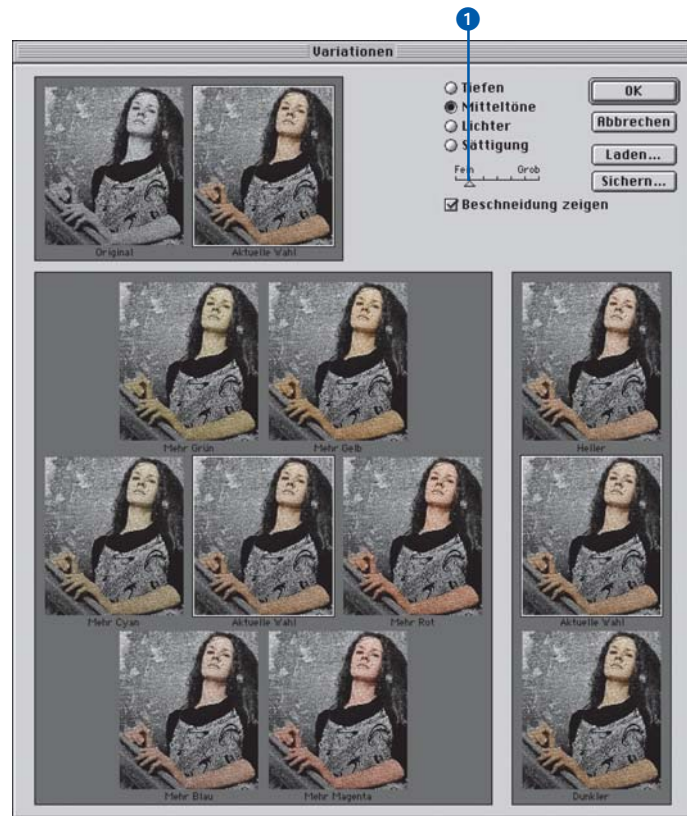 1
Variationen
Original
Aktuelle Wahl
Tiefen
Mitteltöne
Lichter
Sättigung
Fein Grob
Beschneidung zeigen
OK
Abbrechen
Laden...
Sichern...
Mehr Grün
Mehr Gelb
Mehr Cyan
Aktuelle Wahl
Mehr Rot
Mehr Blau
Mehr Magenta
Heller
Aktuelle Wahl
Dunkler